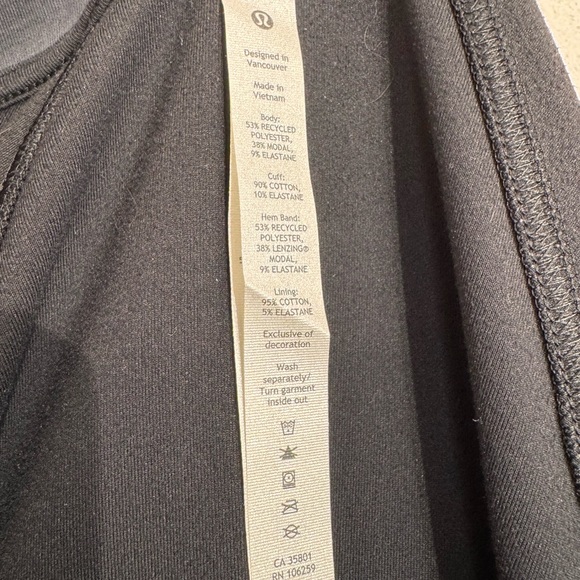 Designed in
Vancouver
Made in
Vietnam
Body:
53% RECYCLED
POLYESTER,
38% MODAL,
9% ELASTANE
Cuff:
90% COTTON,
10% ELASTANE
Hem Band:
53% RECYCLED
POLYESTER,
38% LENZING®
MODAL,
9% ELASTANE
Lining:
95% COTTON,
5% ELASTANE
Exclusive of
decoration
Wash
separately/
Turn garment
inside out
CA 35801
RN 106259